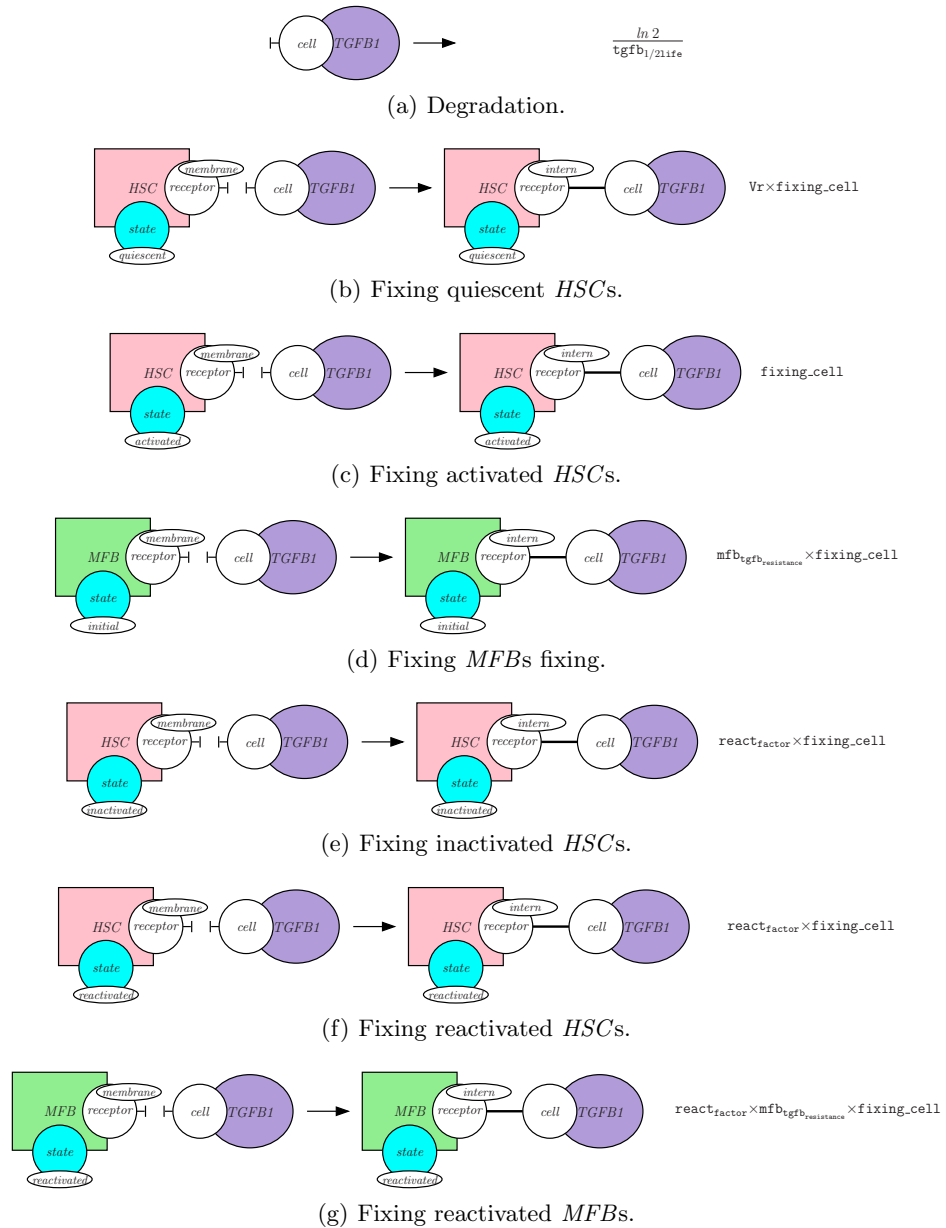 cell TGFB1 ln 2
tgfb1/2life
(a) Degradation.
membrane intern
HSC receptor cell TGFB1 HSC receptor cell TGFB1 Vr×fixing_cell
state state
quiescent quiescent
(b) Fixing quiescent HSCs.
membrane intern
HSC receptor cell TGFB1 HSC receptor cell TGFB1 fixing_cell
state state
activated activated
(c) Fixing activated HSCs.
membrane intern
MFB receptor cell TGFB1 MFB receptor cell TGFB1 mfbtgfbresistance×fixing_cell
state state
initial initial
(d) Fixing MFBs fixing.
membrane intern
HSC receptor cell TGFB1 HSC receptor cell TGFB1 reactfactor×fixing_cell
state state
inactivated inactivated
(e) Fixing inactivated HSCs.
membrane intern
HSC receptor cell TGFB1 HSC receptor cell TGFB1 reactfactor×fixing_cell
state state
reactivated reactivated
(f) Fixing reactivated HSCs.
membrane intern
MFB receptor cell TGFB1 MFB receptor cell TGFB1 reactfactor×mfbtgfbresistance×fixing_cell
state state
reactivated reactivated
(g) Fixing reactivated MFBs.